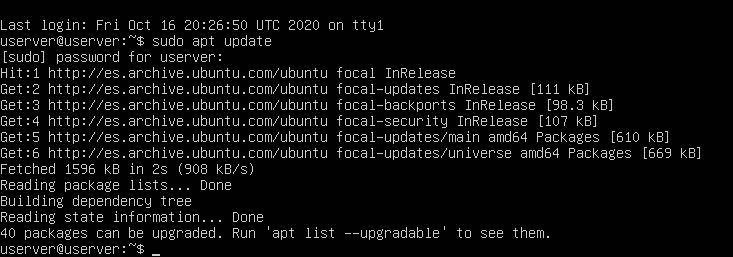 Last login: Fri Oct 16 20:26:50 UTC 2020 on tty1
userver@userver:~$ sudo apt update
[sudo] password for userver:
Hit:1 http://es.archive.ubuntu.com/ubuntu focal InRelease
Get:2 http://es.archive.ubuntu.com/ubuntu focal-updates InRelease [111 kB]
Get:3 http://es.archive.ubuntu.com/ubuntu focal-backports InRelease [98.3 kB]
Get:4 http://es.archive.ubuntu.com/ubuntu focal-security InRelease [107 kB]
Get:5 http://es.archive.ubuntu.com/ubuntu focal-updates/main amd64 Packages [610 kB]
Get:6 http://es.archive.ubuntu.com/ubuntu focal-updates/universe amd64 Packages [669 kB]
Fetched 1596 kB in 2s (908 kB/s)
Reading package lists... Done
Building dependency tree
Reading state information... Done
40 packages can be upgraded. Run 'apt list --upgradable' to see them.
userver@userver:~$ _